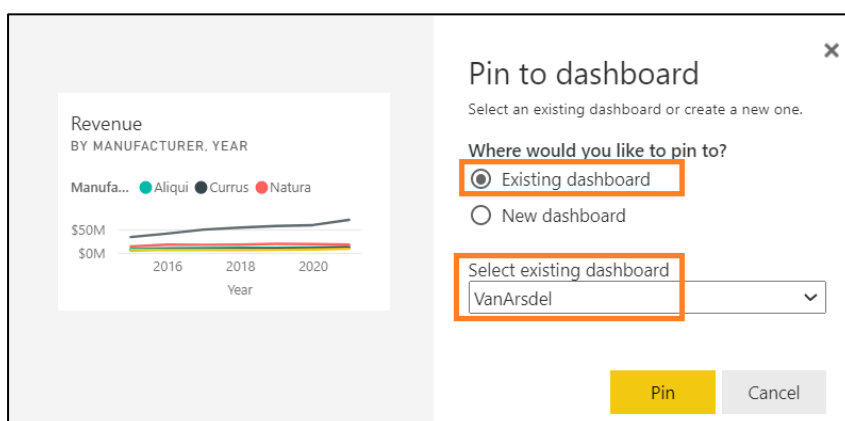 Revenue
BY MANUFACTURER, YEAR
Manufa... Aliqui Currus Natura
$50M
$0M
2016 2018 2020
Year
Pin to dashboard
Select an existing dashboard or create a new one.
Where would you like to pin to?
Existing dashboard
New dashboard
Select existing dashboard
VanArsdel
Pin Cancel